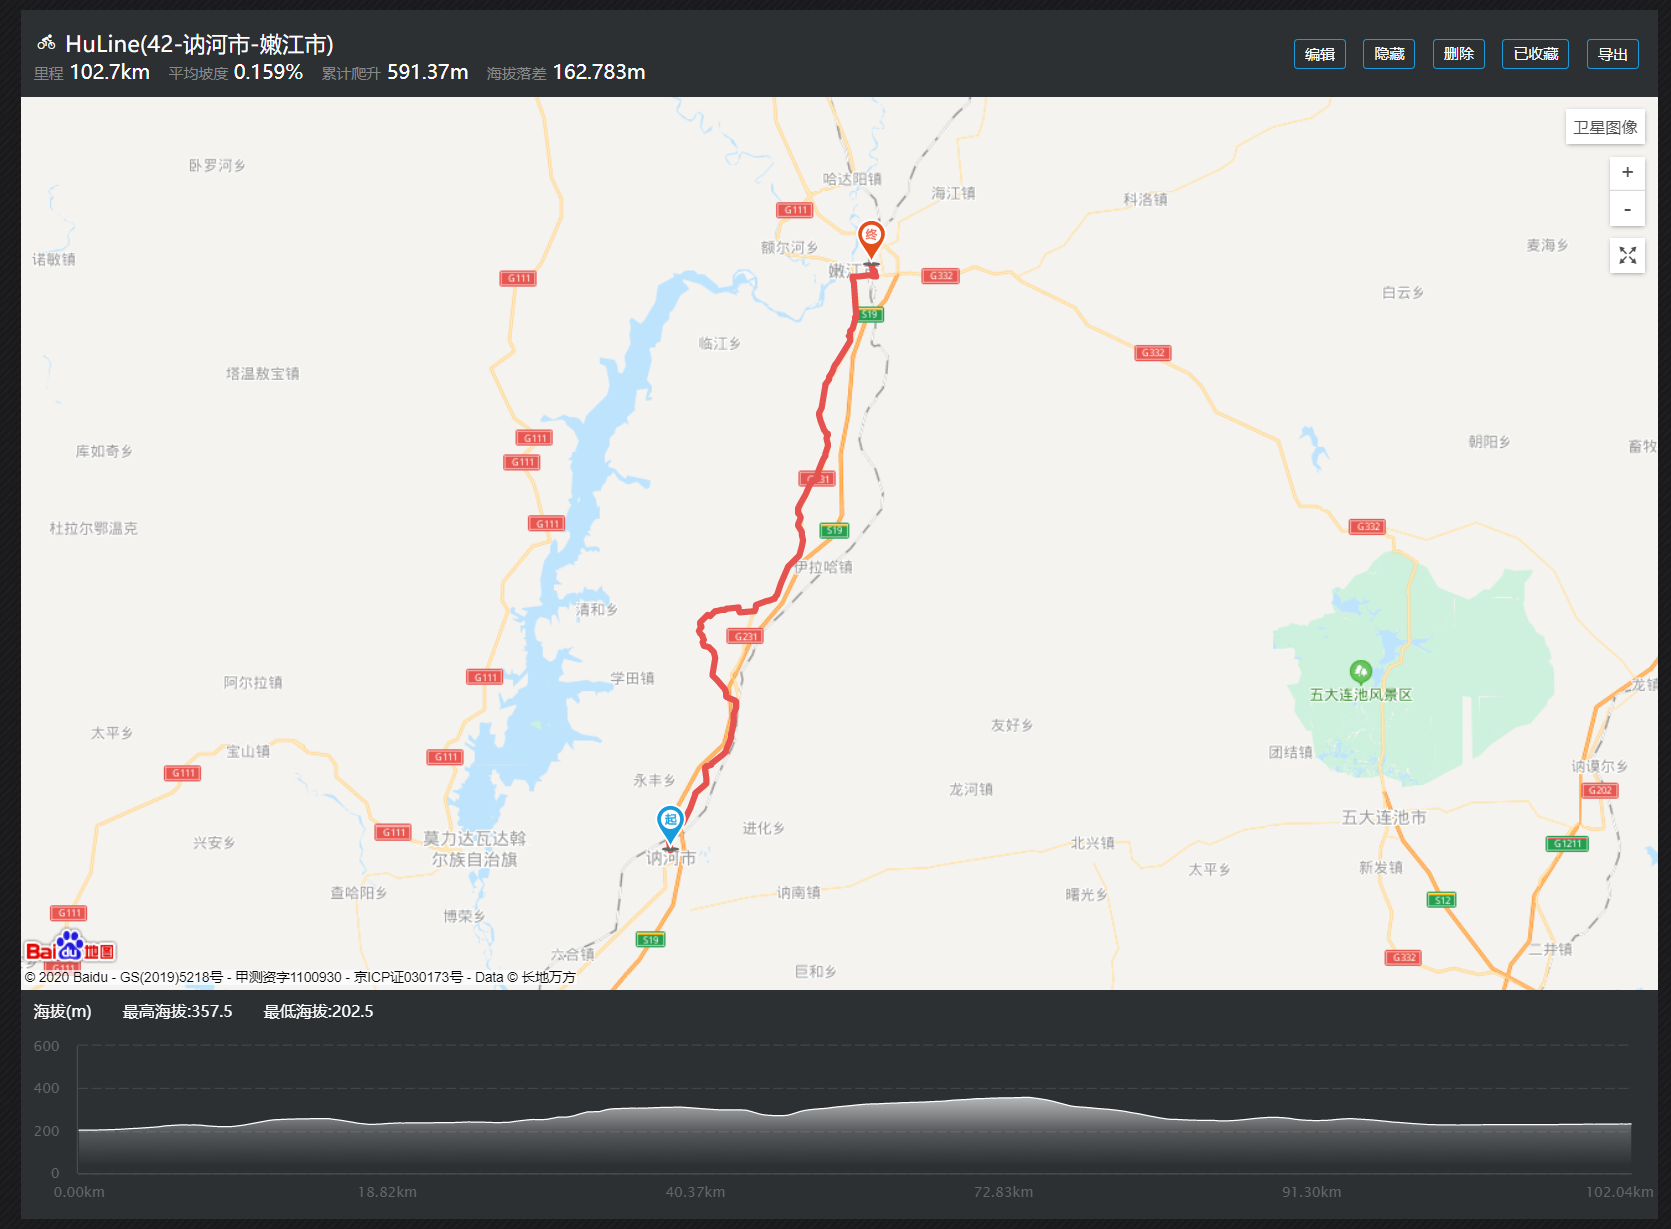 HuLine(42-讷河市-嫩江市)
里程 102.7km 平均坡度 0.159% 累计爬升 591.37m 海拔落差 162.783m
编辑 隐藏 删除 已收藏 导出
卫星图像
+
-
卧罗河乡
哈达阳镇
海江镇
科洛镇
G111
终
额尔河乡
麦海乡
诺敏镇
嫩江市
G332
G111
白云乡
S19
临江乡
G332
塔温敖宝镇
G111
朝阳乡
畜牧
库如奇乡
G111
G231
G111
杜拉尔鄂温克
S19
G332
伊拉哈镇
清和乡
G231
五大连池风景区
学田镇
G111
阿尔拉镇
龙镇
友好乡
太平乡
宝山镇
团结镇
G111
G111
永丰乡
讷谟尔乡
龙河镇
G202
起
进化乡
五大连池市
G111
莫力达瓦达斡
尔族自治旗
兴安乡
北兴镇
G1211
讷河市
太平乡
新发镇
查哈阳乡
讷南镇
曙光乡
S12
G111
博荣乡
S19
六合镇
二井镇
G332
巨和乡
Bai du 地图
G111
© 2020 Baidu - GS(2019)5218号 - 甲测资字1100930 - 京ICP证030173号 - Data © 长地万方
海拔(m) 最高海拔:357.5 最低海拔:202.5
600
400
200
0
0.00km 18.82km 40.37km 72.83km 91.30km 102.04km